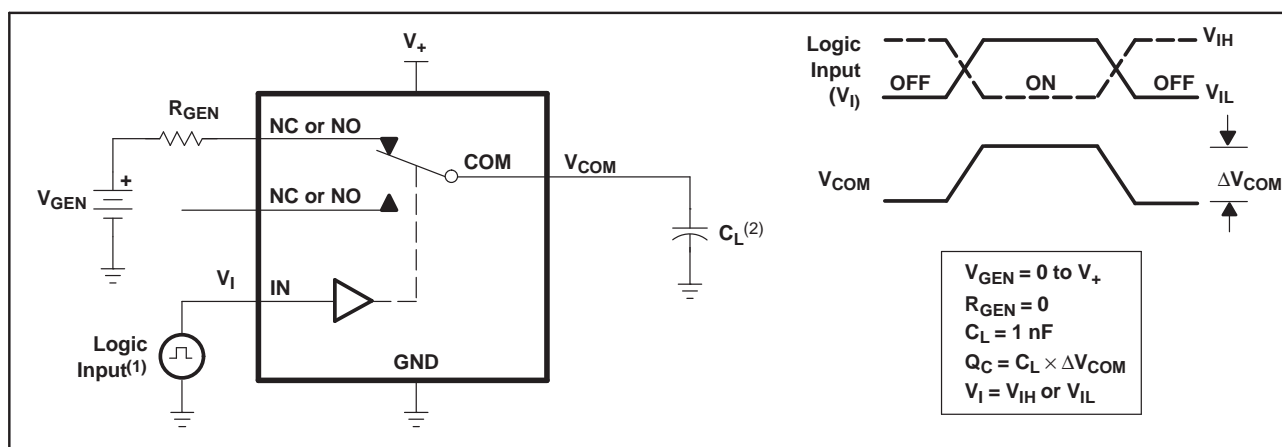 V+
RGEN
NC or NO
COM
VCOM
NC or NO
+
VGEN
CL(2)
VI
IN
Logic
Input(1)
GND
Logic
Input
(VI)
VIH
OFF
ON
OFF
VIL
VCOM
ΔVCOM
VGEN = 0 to V+
RGEN = 0
CL = 1 nF
QC = CL × ΔVCOM
VI = VIH or VIL